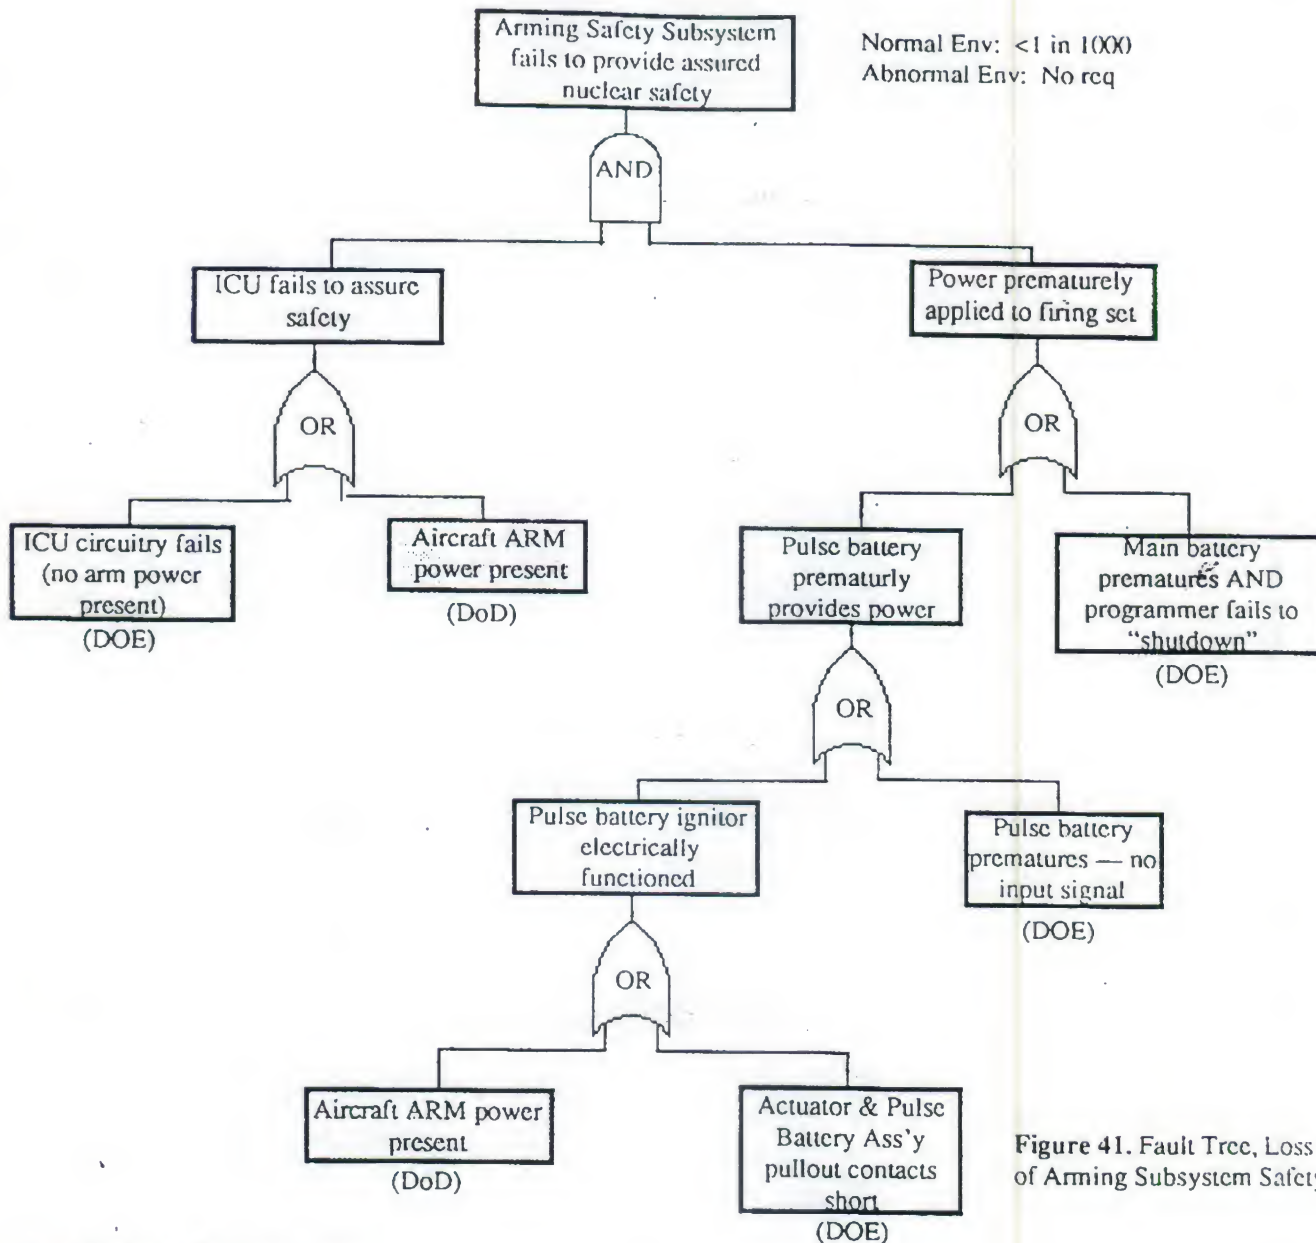 Arming Safety Subsystem
fails to provide assured
nuclear safety
Normal Env: <1 in 1000
Abnormal Env: No req
AND
ICU fails to assure
safety
Power prematurely
applied to firing set
OR
OR
ICU circuitry fails
(no arm power
present)
(DOE)
Aircraft ARM
power present
(DoD)
Pulse battery
prematurly
provides power
Main battery
prematures AND
programmer fails to
"shutdown"
(DOE)
OR
Pulse battery ignitor
electrically
functioned
Pulse battery
prematures — no
input signal
(DOE)
OR
Aircraft ARM power
present
(DoD)
Actuator & Pulse
Battery Ass'y
pullout contacts
short
(DOE)
Figure 41. Fault Tree, Loss
of Arming Subsystem Safety